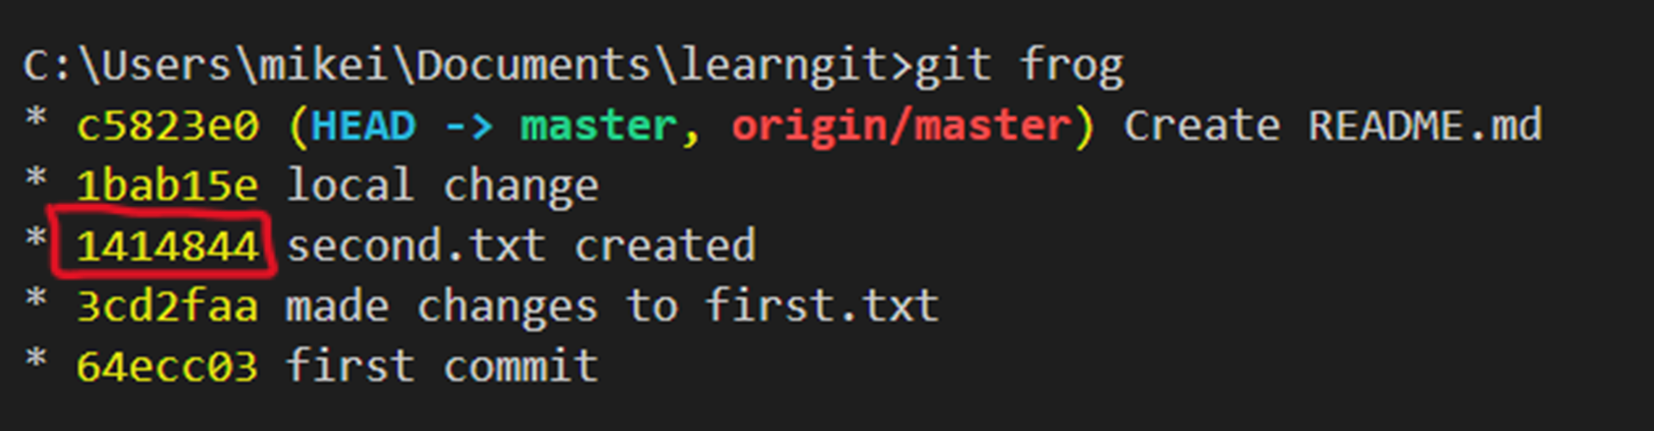 C:\Users\mikei\Documents\learngit>git frog
* c5823e0 (HEAD -> master, origin/master) Create README.md
* 1bab15e local change
* 1414844 second.txt created
* 3cd2faa made changes to first.txt
* 64ecc03 first commit